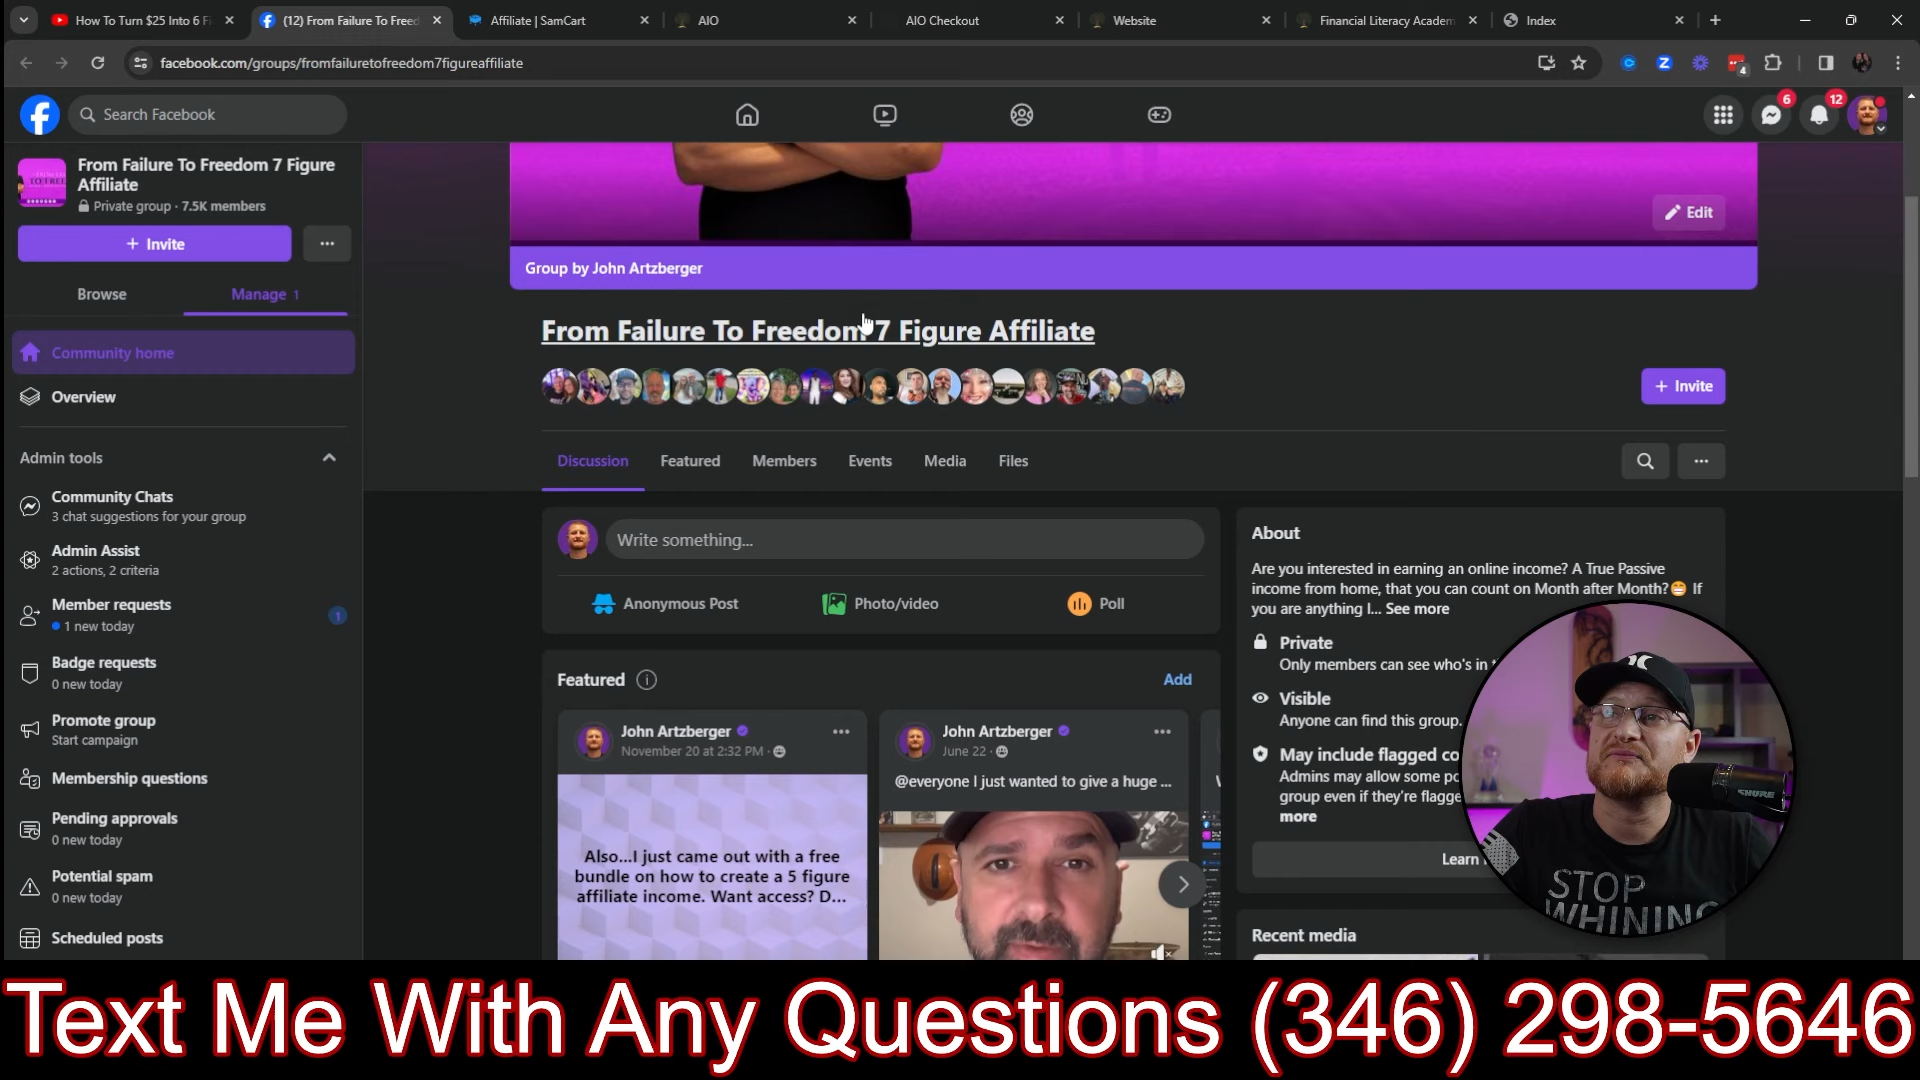 How To Turn $25 Into 6 Fi
(12) From Failure To Freed
Affiliate | SamCart
AIO
AIO Checkout
Website
Financial Literacy Academ
Index
facebook.com/groups/fromfailuretofreedom7figureaffiliate
4
Search Facebook
6
12
From Failure To Freedom 7 Figure
Affiliate
Private group · 7.5K members
+ Invite
Browse
Manage 1
Community home
Overview
Admin tools
Community Chats
3 chat suggestions for your group
Admin Assist
2 actions, 2 criteria
Member requests
1 new today
1
Badge requests
0 new today
Promote group
Start campaign
Membership questions
Pending approvals
0 new today
Potential spam
0 new today
Scheduled posts
Edit
Group by John Artzberger
From Failure To Freedom 7 Figure Affiliate
+ Invite
Discussion
Featured
Members
Events
Media
Files
Write something...
Anonymous Post
Photo/video
Poll
Featured
Add
John Artzberger
November 20 at 2:32 PM ·
Also...I just came out with a free
bundle on how to create a 5 figure
affiliate income. Want access? D...
John Artzberger
June 22 ·
@everyone I just wanted to give a huge ...
About
Are you interested in earning an online income? A True Passive
income from home, that you can count on Month after Month?😁 If
you are anything l... See more
Private
Only members can see who's in
Visible
Anyone can find this group.
May include flagged co
Admins may allow some po
group even if they're flagge
more
Learn
Recent media
SHURE
STOP
WHINING
Text Me With Any Questions (346) 298-5646